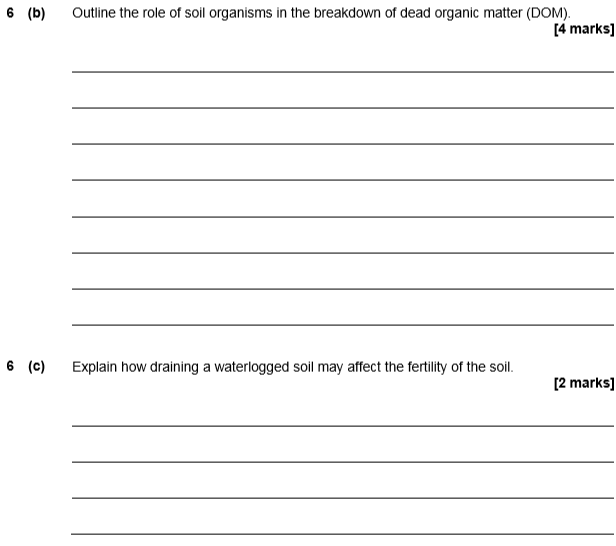 6 (b) Outline the role of soil organisms in the breakdown of dead organic matter (DOM).
[4 marks]
6 (c) Explain how draining a waterlogged soil may affect the fertility of the soil.
[2 marks]